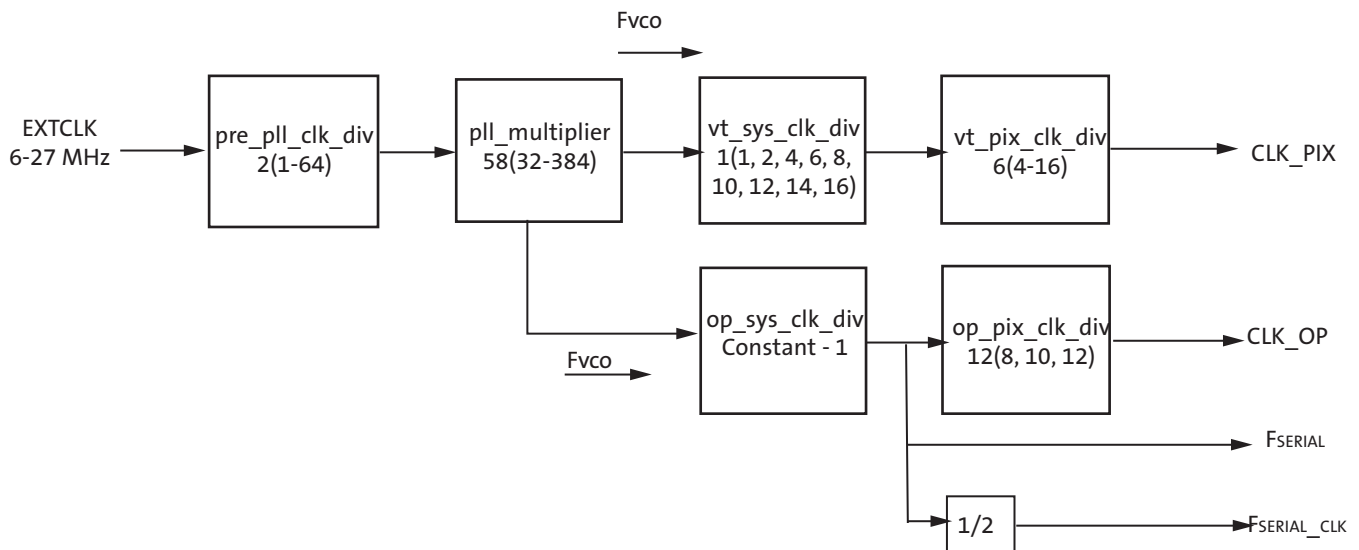 Fvco
EXTCLK
6-27 MHz
pre_pll_clk_div
2(1-64)
pll_multiplier
58(32-384)
vt_sys_clk_div
1(1, 2, 4, 6, 8,
10, 12, 14, 16)
vt_pix_clk_div
6(4-16)
CLK_PIX
Fvco
op_sys_clk_div
Constant - 1
op_pix_clk_div
12(8, 10, 12)
CLK_OP
FSERIAL
1/2
FSERIAL_CLK